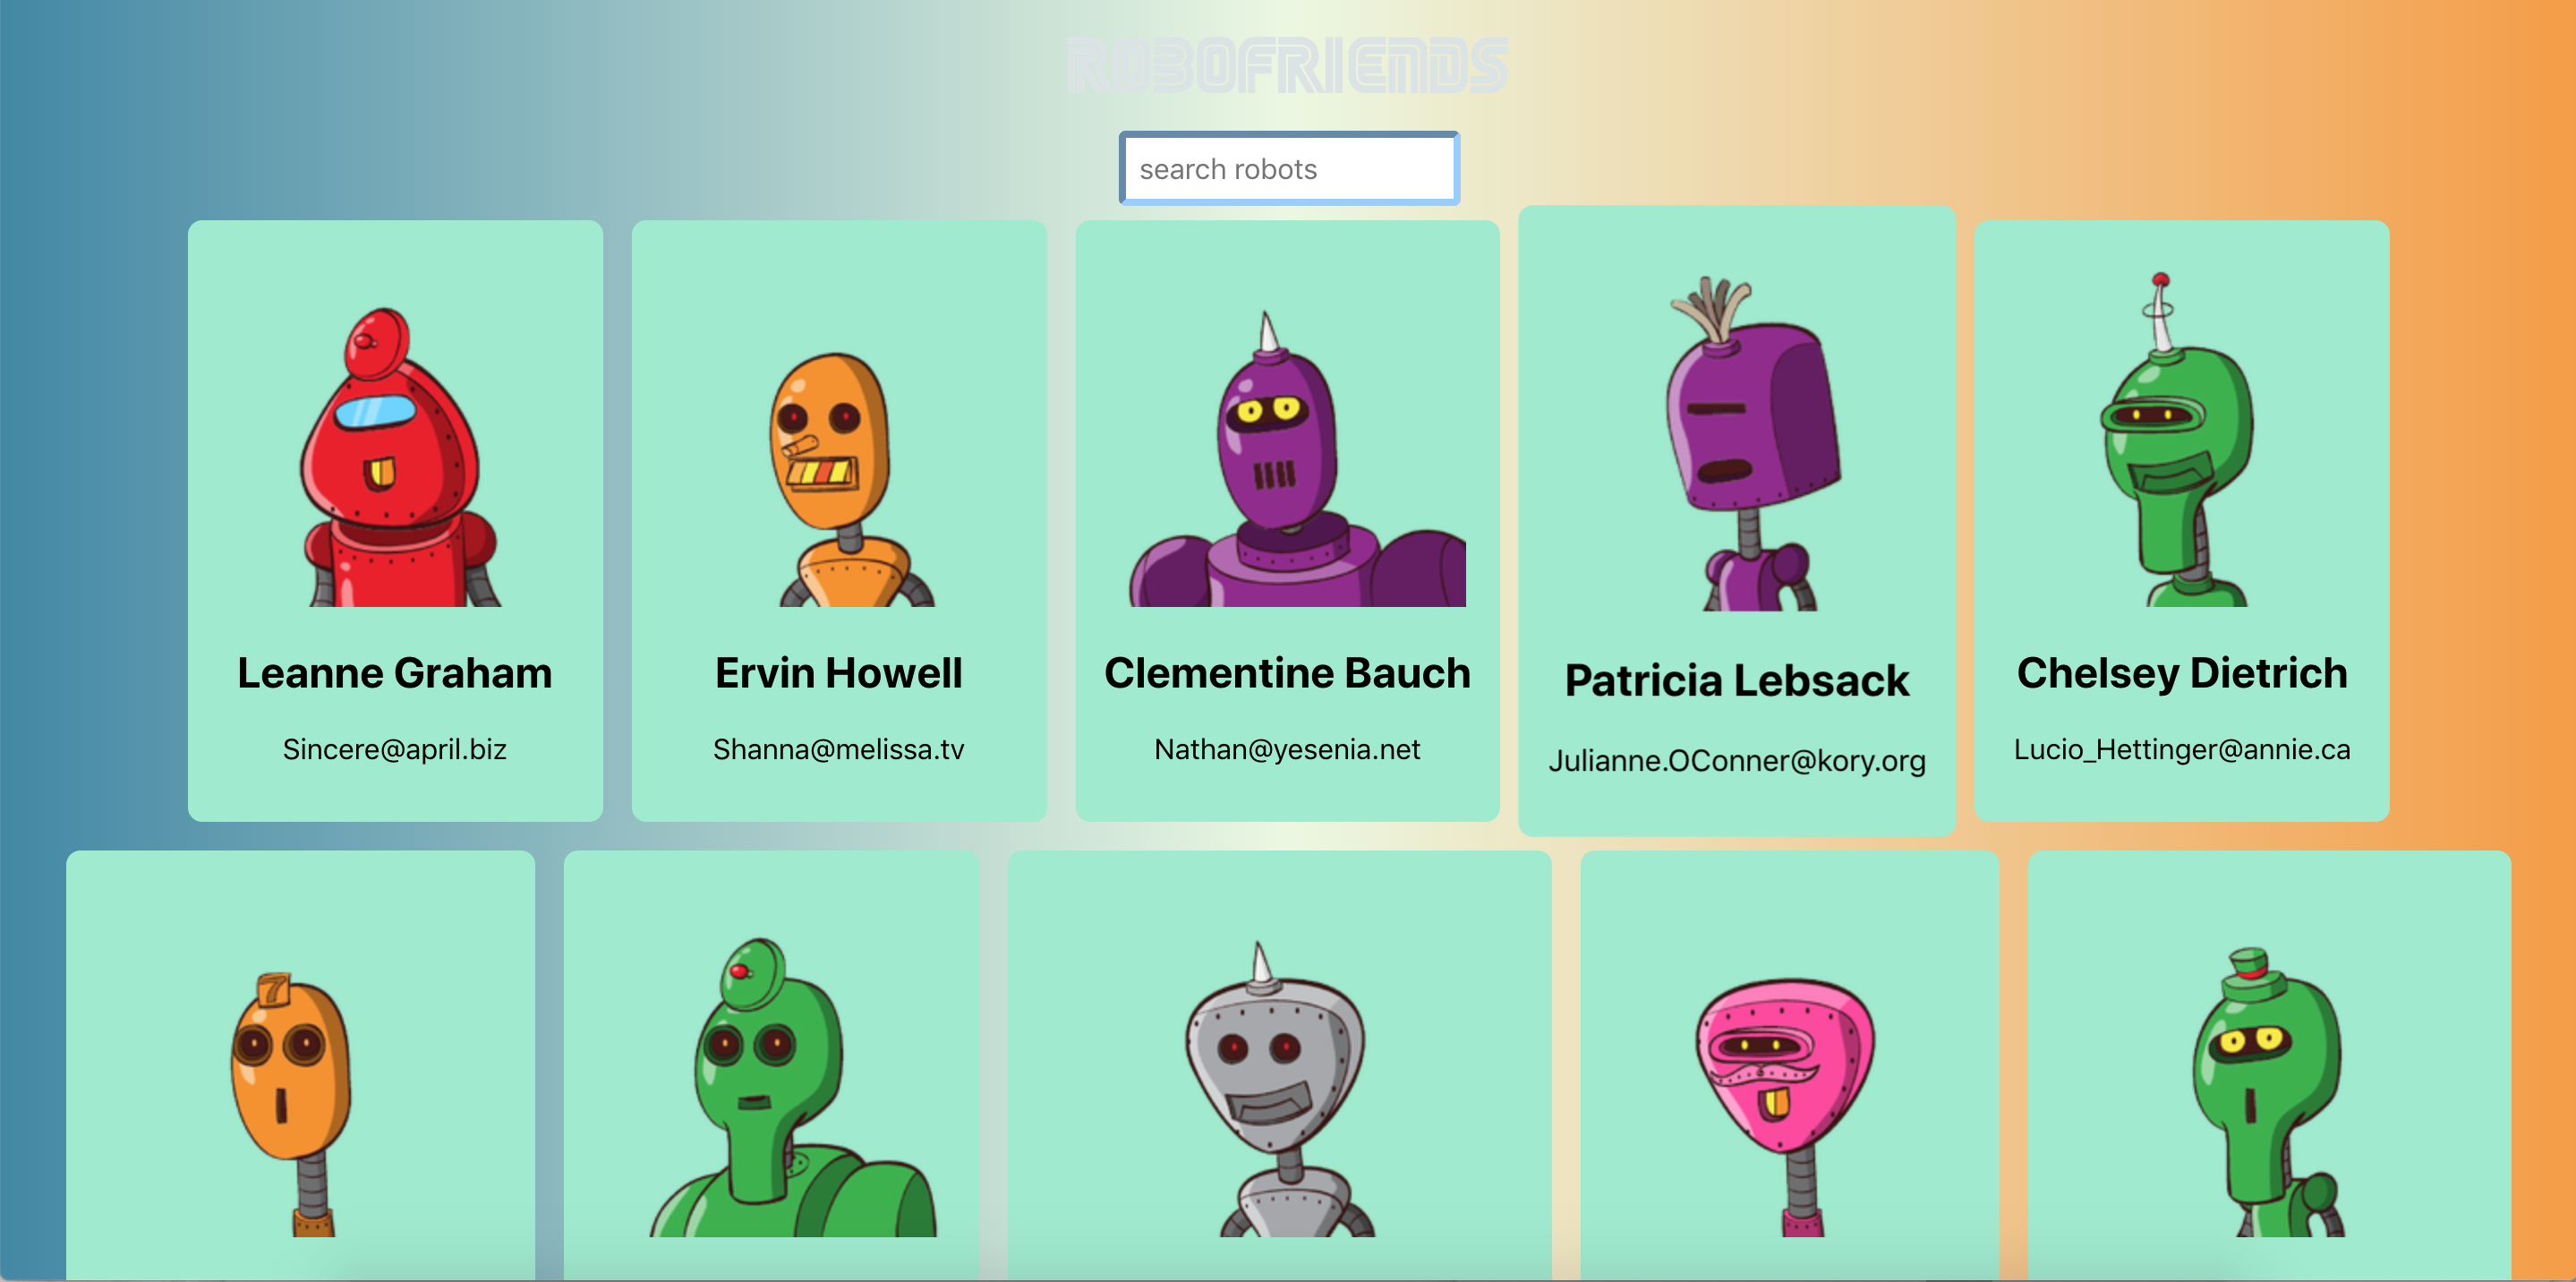 ROBOFRIENDS
search robots
Leanne Graham
Ervin Howell
Clementine Bauch
Patricia Lebsack
Chelsey Dietrich
Sincere@april.biz
Shanna@melissa.tv
Nathan@yesenia.net
Julianne.OConner@kory.org
Lucio_Hettinger@annie.ca
7